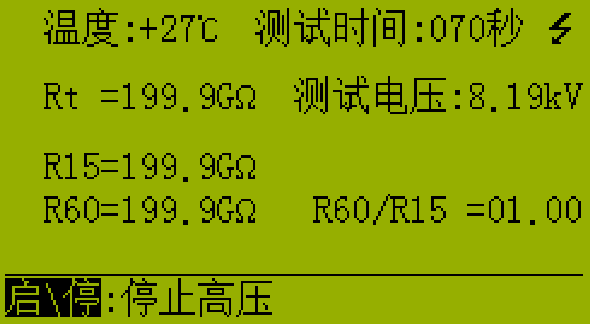 温度:+27℃ 测试时间:070秒
Rt =199.9GΩ 测试电压:8.19kV
R15=199.9GΩ
R60=199.9GΩ R60/R15 =01.00
启\停:停止高压